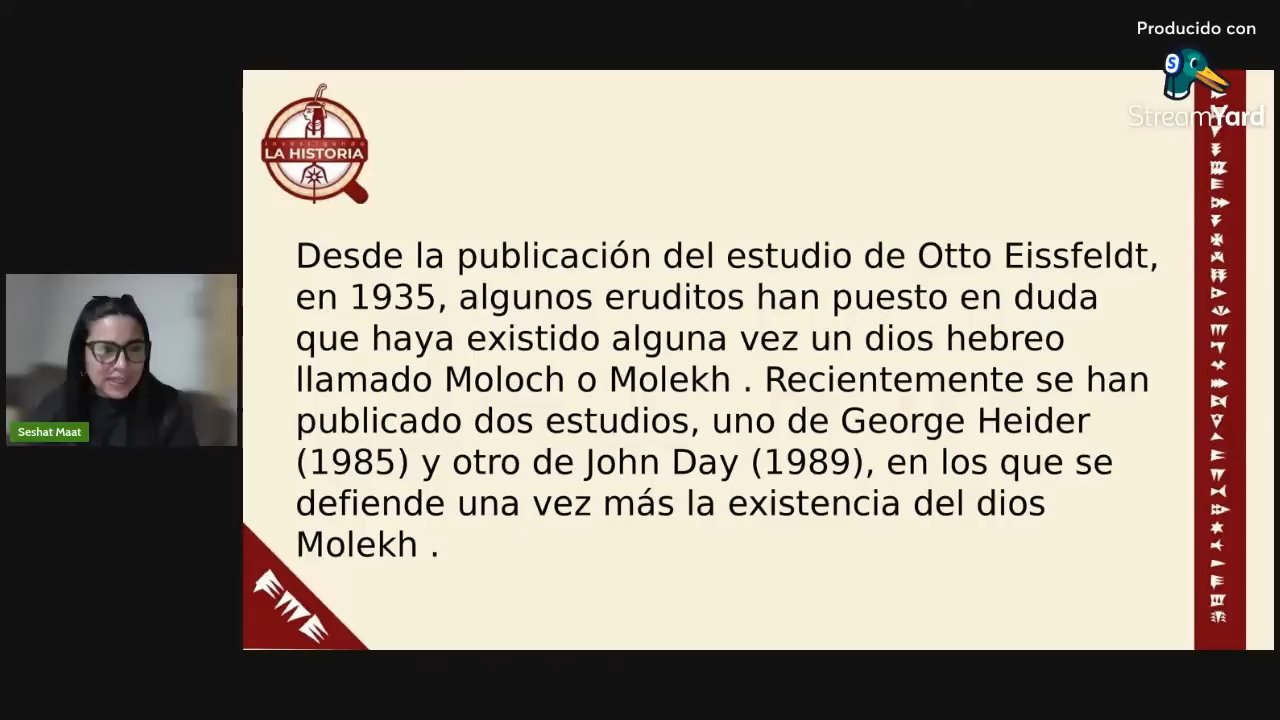 Producido con
StreamYard
Investigando
LA HISTORIA
Desde la publicación del estudio de Otto Eissfeldt,
en 1935, algunos eruditos han puesto en duda
que haya existido alguna vez un dios hebreo
llamado Moloch o Molekh . Recientemente se han
publicado dos estudios, uno de George Heider
(1985) y otro de John Day (1989), en los que se
defiende una vez más la existencia del dios
Molekh .
Seshat Maat